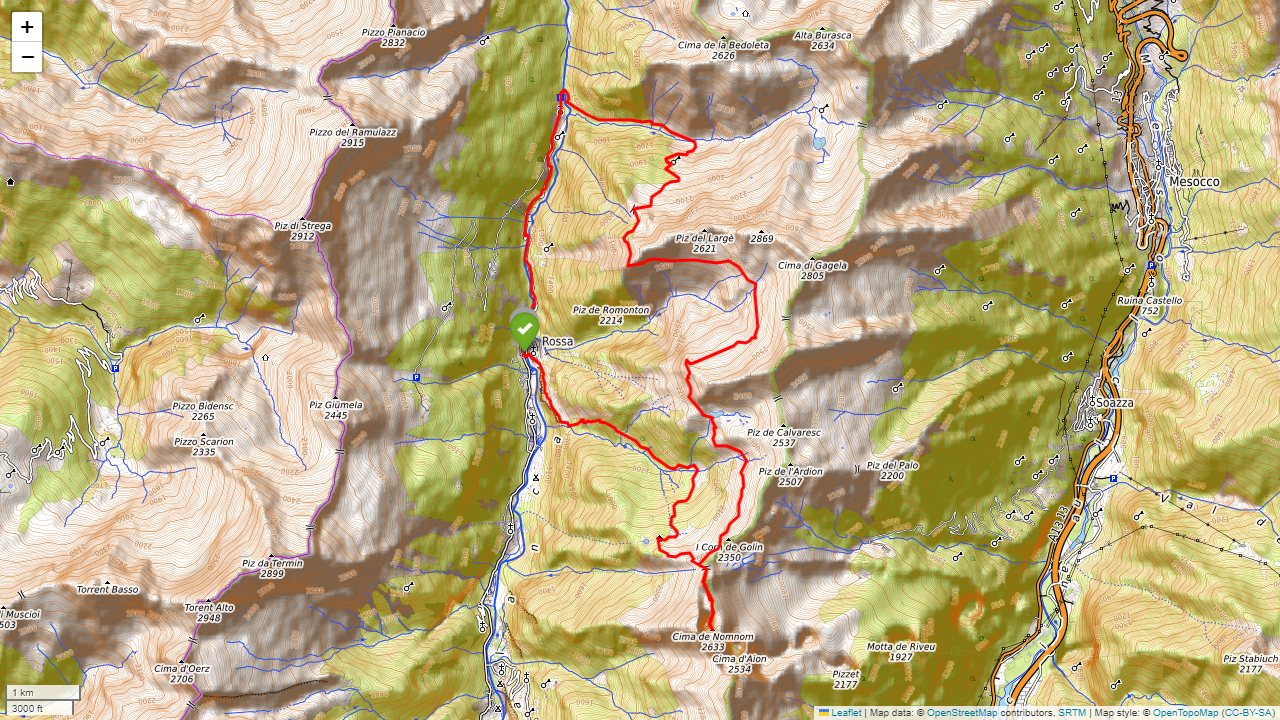 +
−
Pizzo Pianacio
2832
Cima de la Bedoleta
2626
Alta Burasca
2634
Pizzo del Ramulazz
2915
Mesocco
Piz di Strega
2912
Piz del Largè
2621
2869
Cima di Gagela
2805
Ruina Castello
752
Piz de Romonton
2214
Rossa
Piz Giümela
2445
Pizzo Bidensc
2265
Soazza
Pizzo Scarion
2335
Piz de Calvaresc
2537
Piz de l'Ardion
2507
Piz del Palo
2200
A13 13
I Corn de Golin
2350
Piz da Termin
2899
Torrent Basso
Torent Alto
2948
di Muscioi
503
Cima de Nomnom
2633
Cima d'Aion
2534
Motta de Riveu
1927
Cima d'Oerz
2706
Pizzet
2177
Piz Stabiuch
2177
1 km
3000 ft
Leaflet | Map data: © OpenStreetMap contributors, SRTM | Map style: © OpenTopoMap (CC-BY-SA)